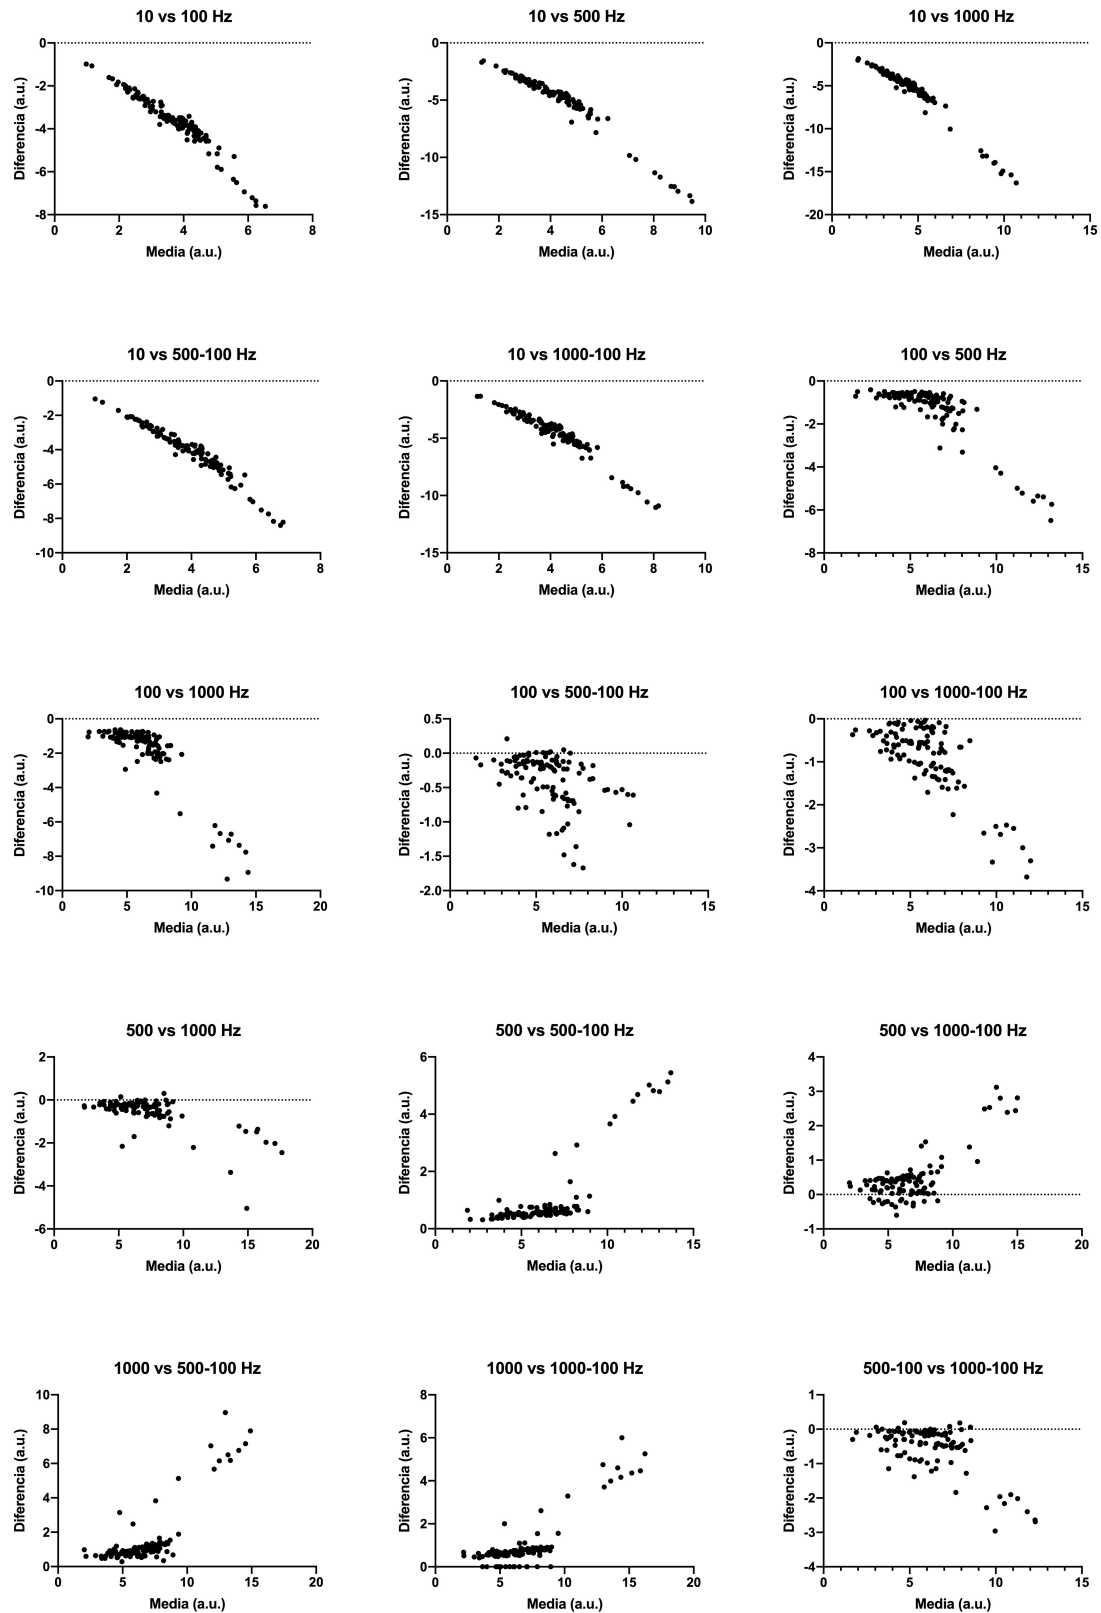 10 vs 100 Hz
0
-2
-4
-6
-8
Diferencia (a.u.)
0 2 4 6 8
Media (a.u.)
10 vs 500 Hz
0
-5
-10
-15
Diferencia (a.u.)
0 2 4 6 8 10
Media (a.u.)
10 vs 1000 Hz
0
-5
-10
-15
-20
Diferencia (a.u.)
0 5 10 15
Media (a.u.)
10 vs 500-100 Hz
0
-2
-4
-6
-8
-10
Diferencia (a.u.)
0 2 4 6 8
Media (a.u.)
10 vs 1000-100 Hz
0
-5
-10
-15
Diferencia (a.u.)
0 2 4 6 8 10
Media (a.u.)
100 vs 500 Hz
0
-2
-4
-6
-8
Diferencia (a.u.)
0 5 10 15
Media (a.u.)
100 vs 1000 Hz
0
-2
-4
-6
-8
-10
Diferencia (a.u.)
0 5 10 15 20
Media (a.u.)
100 vs 500-100 Hz
0.5
0.0
-0.5
-1.0
-1.5
-2.0
Diferencia (a.u.)
0 5 10 15
Media (a.u.)
100 vs 1000-100 Hz
0
-1
-2
-3
-4
Diferencia (a.u.)
0 5 10 15
Media (a.u.)
500 vs 1000 Hz
2
0
-2
-4
-6
Diferencia (a.u.)
0 5 10 15 20
Media (a.u.)
500 vs 500-100 Hz
6
4
2
0
Diferencia (a.u.)
0 5 10 15
Media (a.u.)
500 vs 1000-100 Hz
4
3
2
1
0
-1
Diferencia (a.u.)
0 5 10 15 20
Media (a.u.)
1000 vs 500-100 Hz
10
8
6
4
2
0
Diferencia (a.u.)
0 5 10 15 20
Media (a.u.)
1000 vs 1000-100 Hz
8
6
4
2
0
Diferencia (a.u.)
0 5 10 15 20
Media (a.u.)
500-100 vs 1000-100 Hz
1
0
-1
-2
-3
-4
Diferencia (a.u.)
0 5 10 15
Media (a.u.)